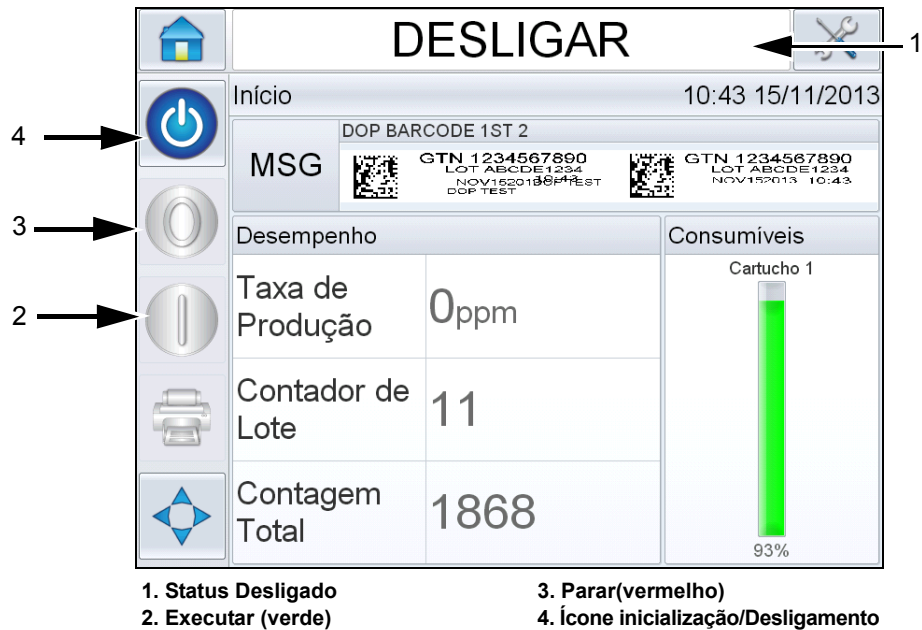 DESLIGAR
1
Início
10:43 15/11/2013
4
MSG
DOP BARCODE 1ST 2
GTN 1234567890
LOT ABCDE1234
DOP TEST
GTN 1234567890
LOT ABCDE1234
NOV152013 10:43
3
Desempenho
Consumíveis
Cartucho 1
2
Taxa de
Produção
0ppm
Contador de
Lote
11
Contagem
Total
1868
93%
1. Status Desligado
2. Executar (verde)
3. Parar(vermelho)
4. Ícone inicialização/Desligamento